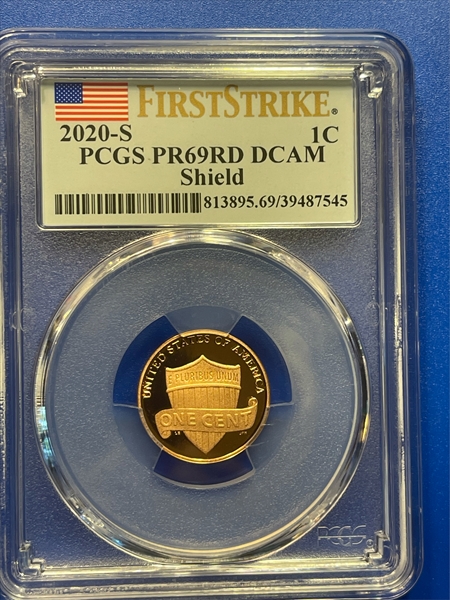 FIRSTSTRIKE®
2020-S 1C
PCGS PR69RD DCAM
Shield
813895.69/39487545
UNITED STATES OF AMERICA
E PLURIBUS UNUM
ONE CENT
PCGS